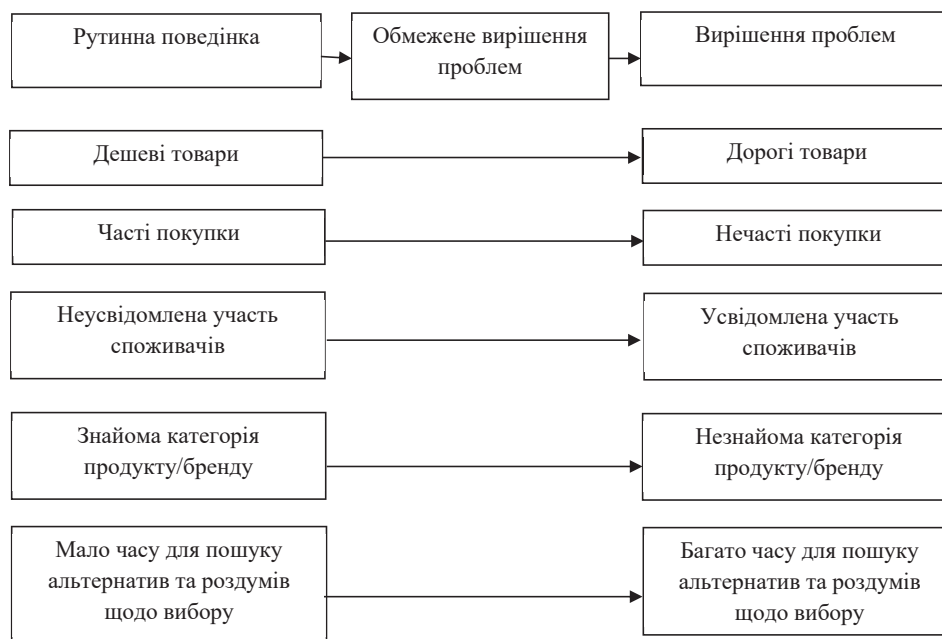 Рутинна поведінка
Обмежене вирішення
проблем
Вирішення проблем
Дешеві товари
Дорогі товари
Часті покупки
Нечасті покупки
Неусвідомлена участь
споживачів
Усвідомлена участь
споживачів
Знайома категорія
продукту/бренду
Незнайома категорія
продукту/бренду
Мало часу для пошуку
альтернатив та роздумів
щодо вибору
Багато часу для пошуку
альтернатив та роздумів
щодо вибору